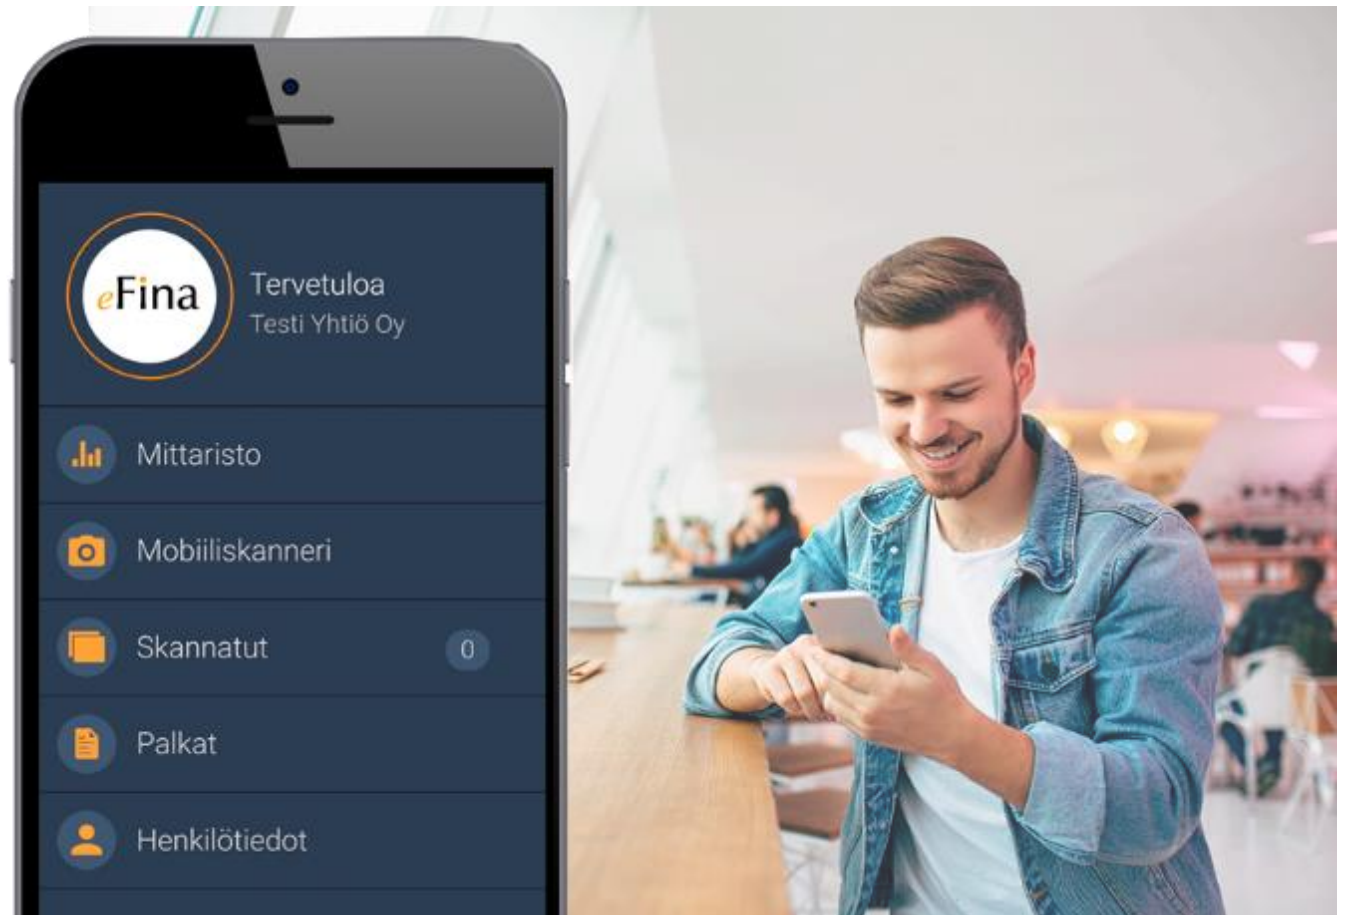 eFina
Tervetuloa
Testi Yhtiö Oy
Mittaristo
Mobiiliskanneri
Skannatut 0
Palkat
Henkilötiedot